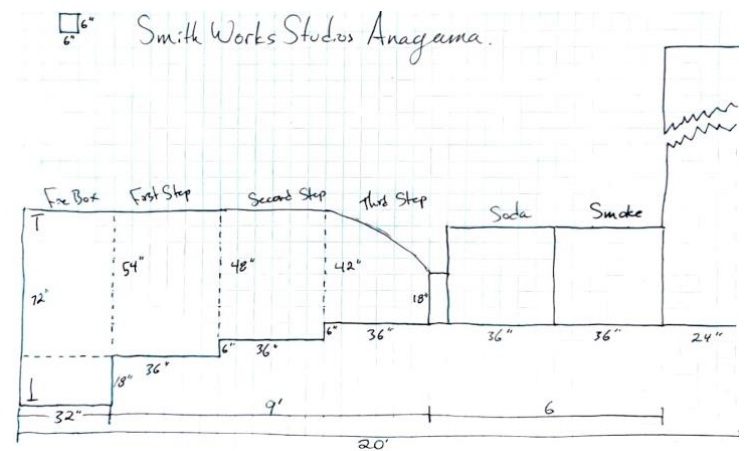 6"
6"
Smith Works Studios Anagama.
Fire Box First Step Second Step Third Step
Soda Smoke
72" 54" 48" 42" 18"
18" 36" 6" 36" 6" 36" 36" 36" 24"
32" 9' 6
20'